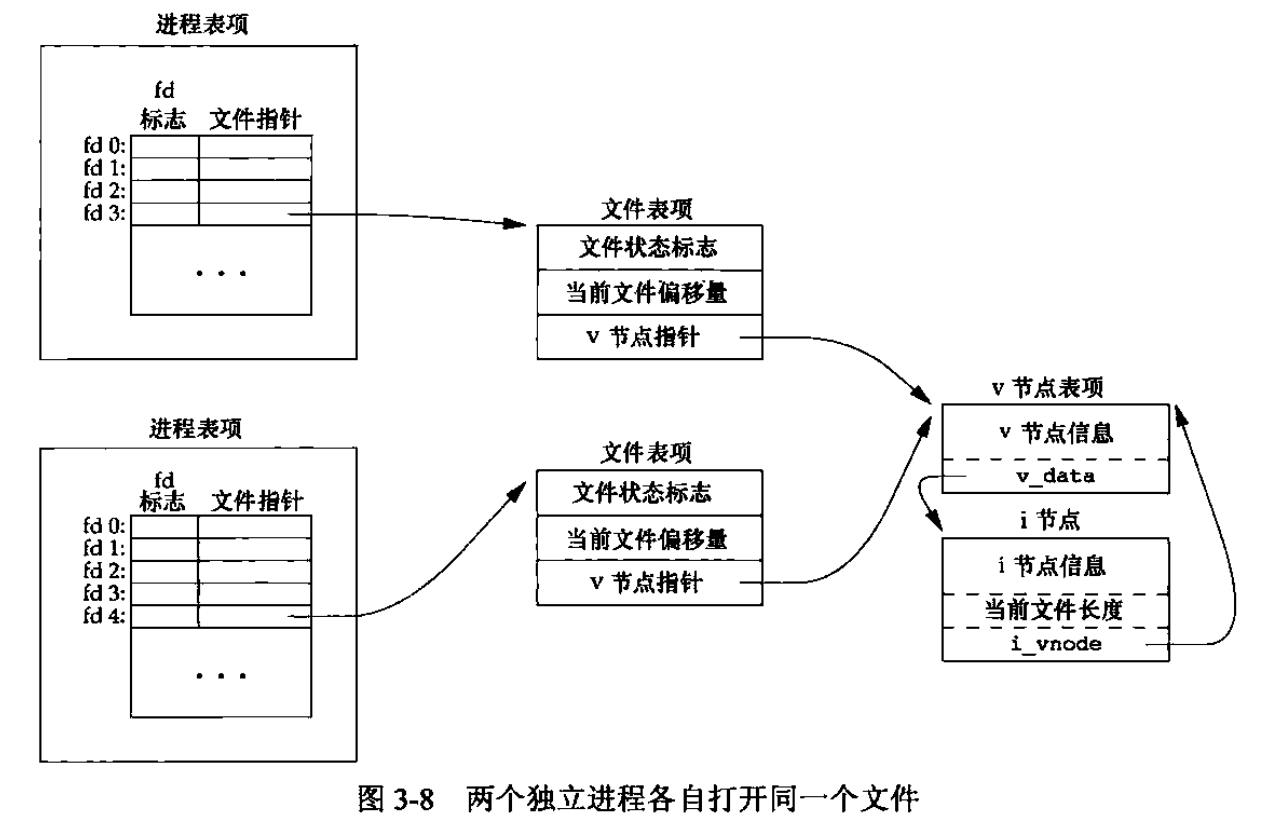 进程表项
fd
标志 文件指针
fd 0:
fd 1:
fd 2:
fd 3:
. . .
文件表项
文件状态标志
当前文件偏移量
v 节点指针
进程表项
fd
标志 文件指针
fd 0:
fd 1:
fd 2:
fd 3:
fd 4:
. . .
文件表项
文件状态标志
当前文件偏移量
v 节点指针
v 节点表项
v 节点信息
v_data
i 节点
i 节点信息
当前文件长度
i_vnode
图 3-8 两个独立进程各自打开同一个文件